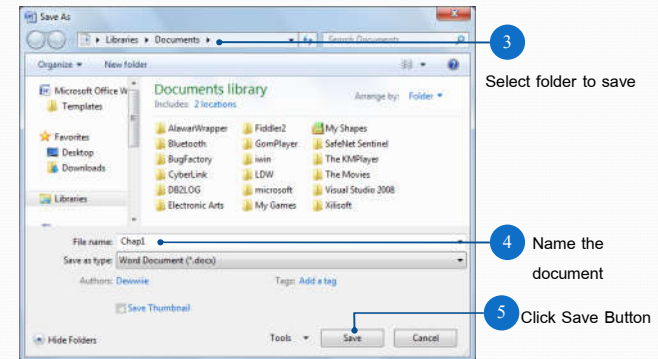 Save As
Libraries ▸ Documents ▸
Search Documents
3
Organize
New folder
Select folder to save
Microsoft Office W
Templates
Favorites
Desktop
Downloads
Libraries
Documents library
Includes: 2 locations
Arrange by: Folder
AlawarWrapper
Fiddler2
My Shapes
Bluetooth
GomPlayer
SafeNet Sentinel
BugFactory
iwin
The KMPlayer
CyberLink
LDW
The Movies
DB2LOG
microsoft
Visual Studio 2008
Electronic Arts
My Games
Xilisoft
File name: Chap1
4
Name the
document
Save as type: Word Document (*.docx)
Authors: Dewwiie
Tags: Add a tag
Save Thumbnail
5
Click Save Button
Hide Folders
Tools
Save
Cancel